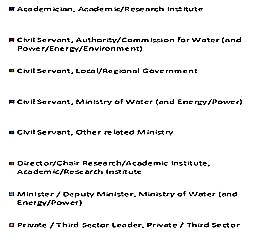 Academician, Academic/Research Institute
Civil Servant, Authority/Commission for Water (and
Power/Energy/Environment)
Civil Servant, Local/Regional Government
Civil Servant, Ministry of Water (and Energy/Power)
Civil Servant, Other related Ministry
Director/Chair Research/Academic Institute,
Academic/Research Institute
Minister / Deputy Minister, Ministry of Water (and
Energy/Power)
Private / Third Sector Leader, Private / Third Sector